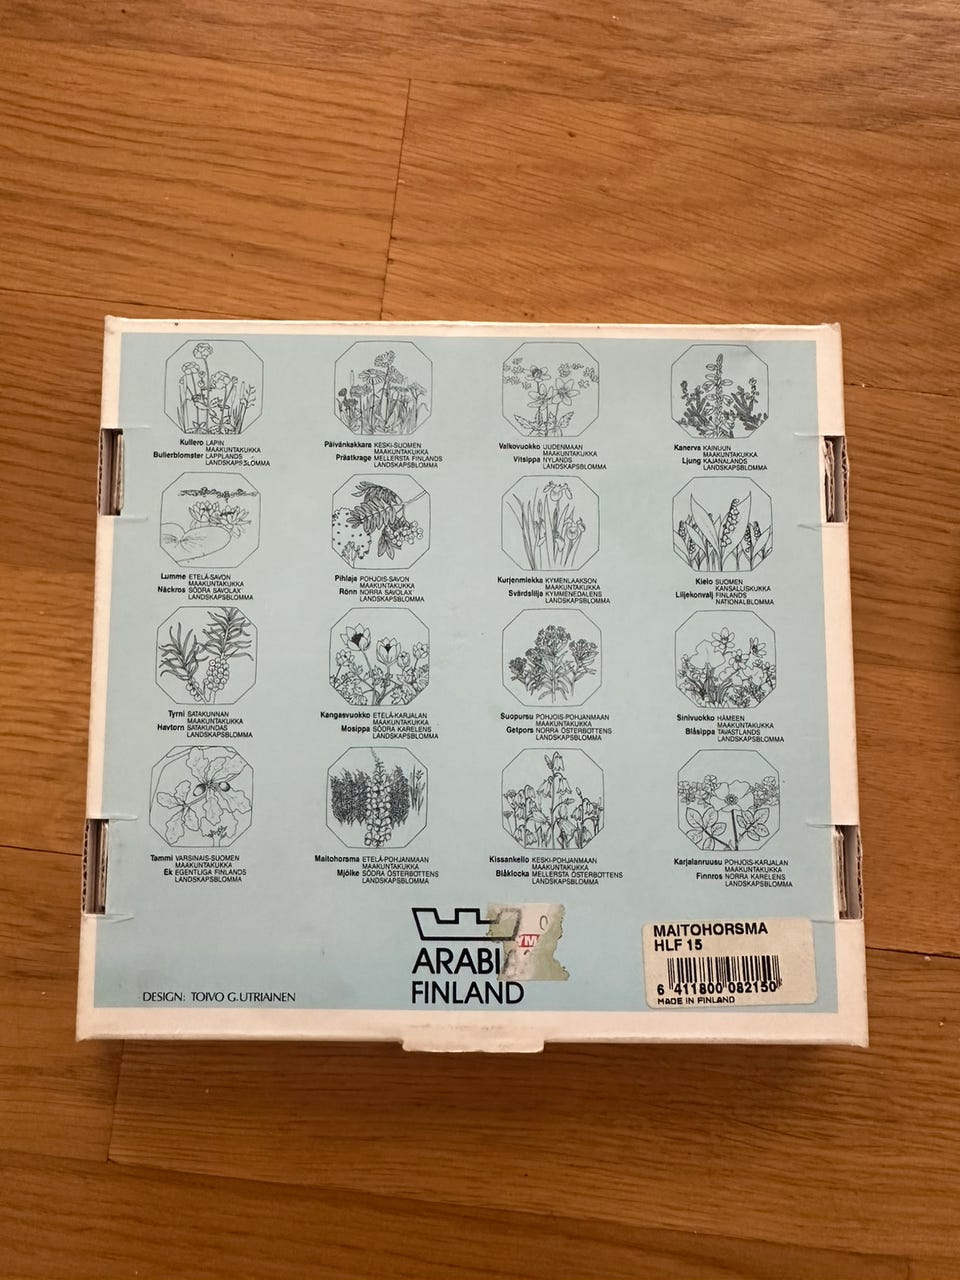 Kullero LAPIN
MAAKUNTAKUKKA
Bullerblomster LAPPLANDS
LANDSKAPSBLOMMA
Päivänkakkara KESKI-SUOMEN
MAAKUNTAKUKKA
Prästkrage MELLERSTA FINLANDS
LANDSKAPSBLOMMA
Valkovuokko UUDENMAAN
MAAKUNTAKUKKA
Vitsippa NYLANDS
LANDSKAPSBLOMMA
Kanerva KAINUUN
MAAKUNTAKUKKA
Ljung KAJANALANDS
LANDSKAPSBLOMMA
Lumme ETELÄ-SAVON
MAAKUNTAKUKKA
Näckros SÖDRA SAVOLAX
LANDSKAPSBLOMMA
Pihlaja POHJOIS-SAVON
MAAKUNTAKUKKA
Rönn NORRA SAVOLAX
LANDSKAPSBLOMMA
Kurjenmiekka KYMENLAAKSON
MAAKUNTAKUKKA
Svärdslilja KYMMENEDALENS
LANDSKAPSBLOMMA
Kielo SUOMEN
KANSALLISKUKKA
Liljekonvalj FINLANDS
NATIONALBLOMMA
Tyrni SATAKUNNAN
MAAKUNTAKUKKA
Havtorn SATAKUNDAS
LANDSKAPSBLOMMA
Kangasvuokko ETELÄ-KARJALAN
MAAKUNTAKUKKA
Mosippa SÖDRA KARELENS
LANDSKAPSBLOMMA
Suopursu POHJOIS-POHJANMAAN
MAAKUNTAKUKKA
Getpors NORRA ÖSTERBOTTENS
LANDSKAPSBLOMMA
Sinivuokko HÄMEEN
MAAKUNTAKUKKA
Blåsippa TAVASTLANDS
LANDSKAPSBLOMMA
Tammi VARSINAIS-SUOMEN
MAAKUNTAKUKKA
Ek EGENTLIGA FINLANDS
LANDSKAPSBLOMMA
Maitohorsma ETELÄ-POHJANMAAN
MAAKUNTAKUKKA
Mjölke SÖDRA ÖSTERBOTTENS
LANDSKAPSBLOMMA
Kissankello KESKI-POHJANMAAN
MAAKUNTAKUKKA
Blåklocka MELLERSTA ÖSTERBOTTENS
LANDSKAPSBLOMMA
Karjalanruusu POHJOIS-KARJALAN
MAAKUNTAKUKKA
Finnros NORRA KARELENS
LANDSKAPSBLOMMA
ARABI
FINLAND
DESIGN: TOIVO G.UTRIAINEN
MAITOHORSMA
HLF 15
6 411800 082150
MADE IN FINLAND